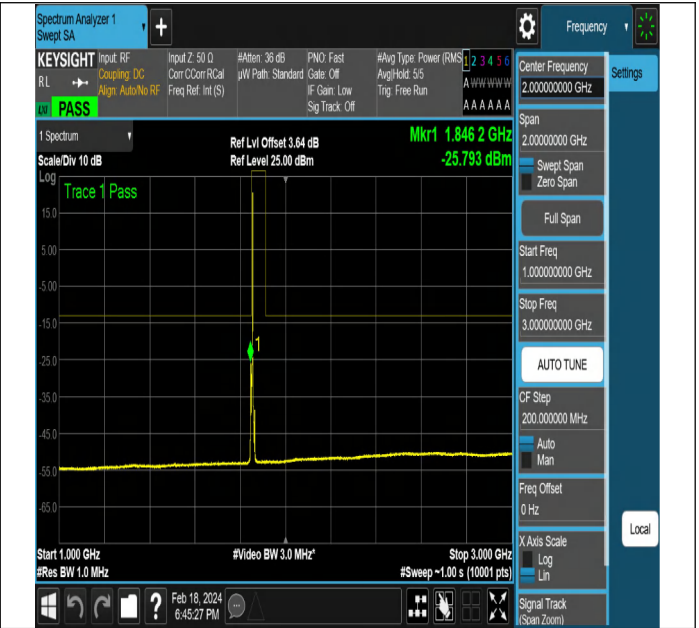 Spectrum Analyzer 1
Swept SA
Frequency
KEYSIGHT
RL
LXI
PASS
Input: RF
Coupling: DC
Align: Auto/No RF
Input Z: 50 Ω
Corr CCorr RCal
Freq Ref: Int (S)
#Atten: 36 dB
µW Path: Standard
PNO: Fast
Gate: Off
IF Gain: Low
Sig Track: Off
#Avg Type: Power (RMS
Avg|Hold: 5/5
Trig: Free Run
1 2 3 4 5 6
A W W W W W
A A A A A A
1 Spectrum
Scale/Div 10 dB
Ref Lvl Offset 3.64 dB
Ref Level 25.00 dBm
Mkr1 1.846 2 GHz
-25.793 dBm
Log
Trace 1 Pass
15.0
5.00
-5.00
-15.0
-25.0
1
-35.0
-45.0
-55.0
-65.0
Start 1.000 GHz
#Video BW 3.0 MHz*
Stop 3.000 GHz
#Res BW 1.0 MHz
#Sweep ~1.00 s (10001 pts)
?
Feb 18, 2024
6:45:27 PM
Center Frequency
2.000000000 GHz
Settings
Span
2.00000000 GHz
Swept Span
Zero Span
Full Span
Start Freq
1.000000000 GHz
Stop Freq
3.000000000 GHz
AUTO TUNE
CF Step
200.000000 MHz
Auto
Man
Freq Offset
0 Hz
Local
X Axis Scale
Log
Lin
Signal Track
(Span Zoom)